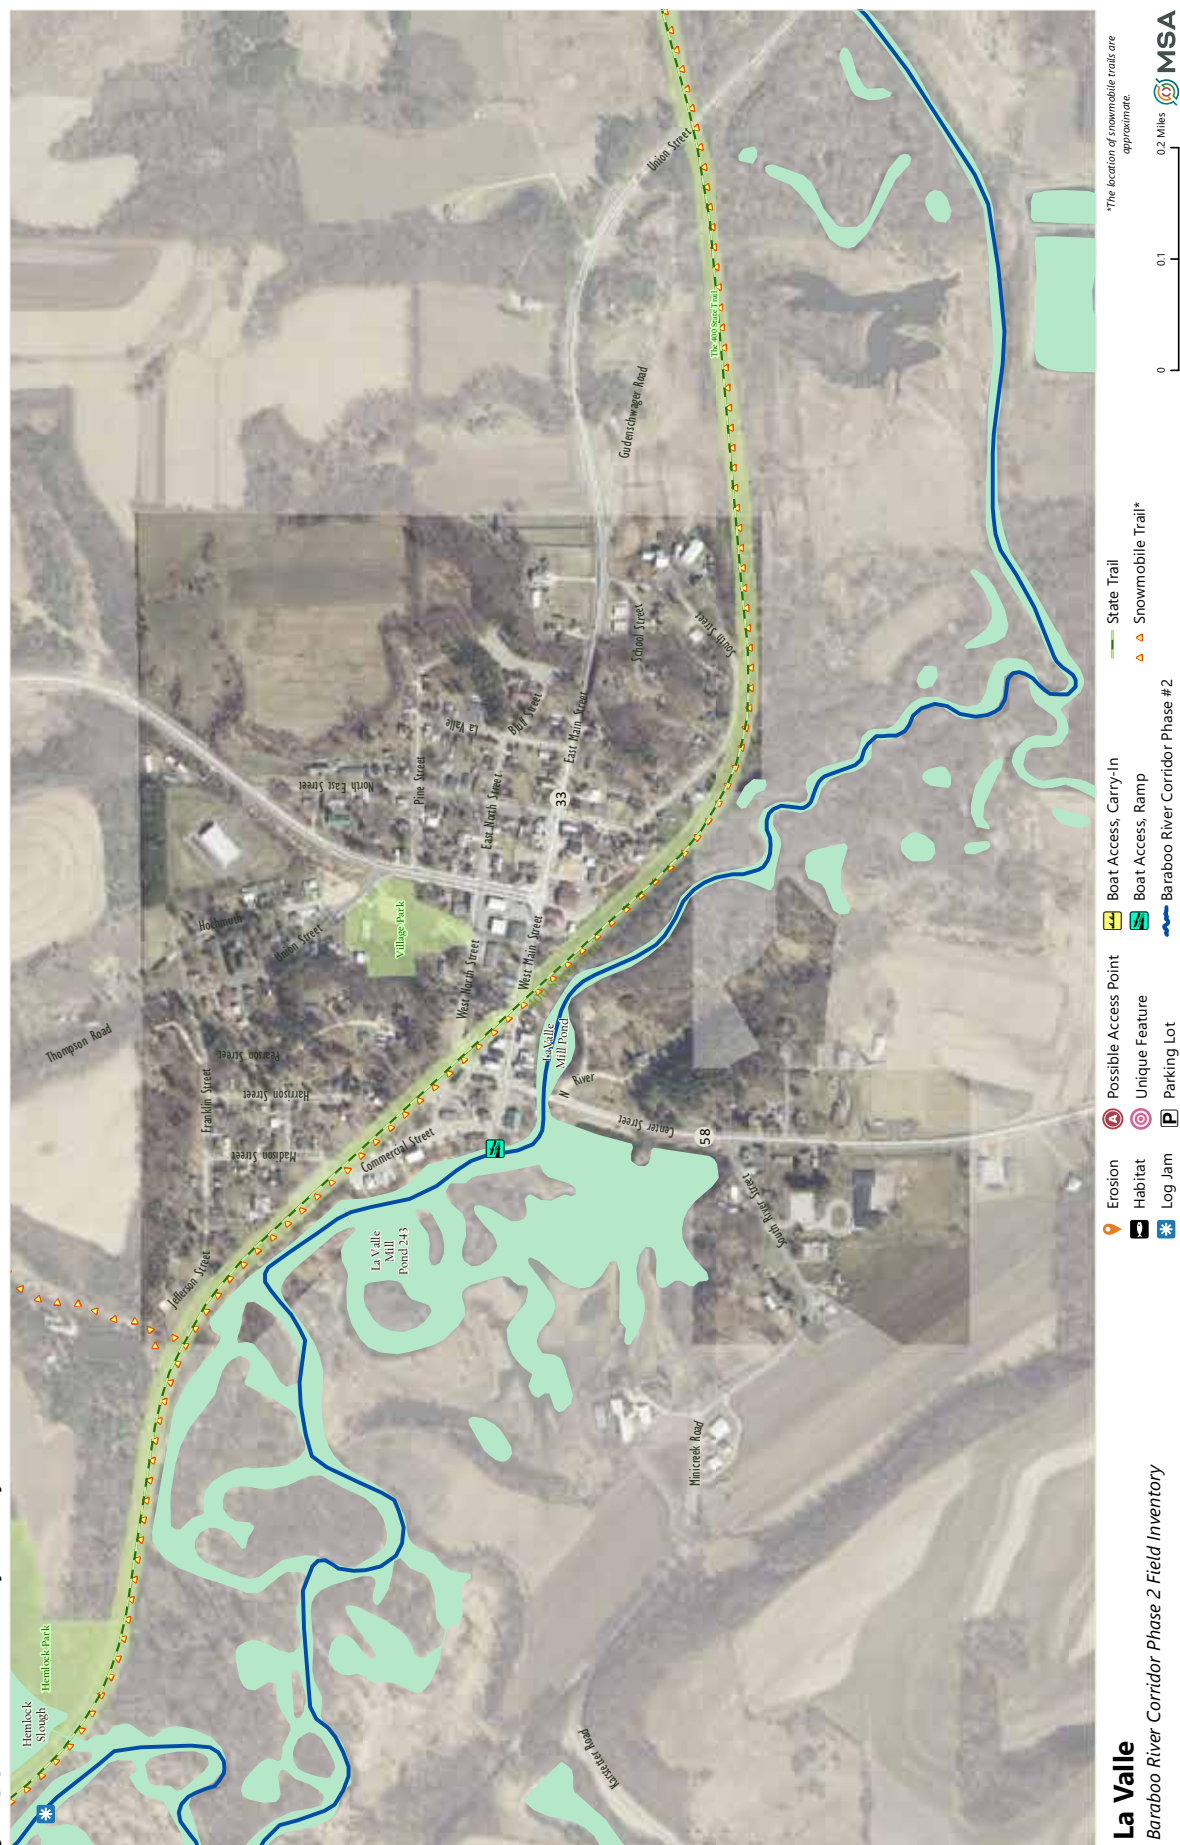 La Valle
Baraboo River Corridor Phase 2 Field Inventory
Erosion
Habitat
Log Jam
Possible Access Point
Unique Feature
Parking Lot
Boat Access, Carry-In
Boat Access, Ramp
Baraboo River Corridor Phase #2
State Trail
Snowmobile Trail*
*The location of snowmobile trails are
approximate.
0
0.1
0.2 Miles
MSA
A
P
Hemlock
Slough
Hemlock Park
Thompson Road
Jefferson Street
Franklin Street
Pearson Street
Harrison Street
Madison Street
Commercial Street
Hochmuth
Union Street
Village Park
North East Street
Pine Street
La Valle
Bluff Street
East North Street
East Main Street
33
West North Street
West Main Street
La Valle
Mill Pond
La Valle
Mill
Pond 243
N River
Center Street
58
South River Street
Minicreek Road
Karstetter Road
School Street
South Street
Gudenschwager Road
The 400 State Trail
Union Street